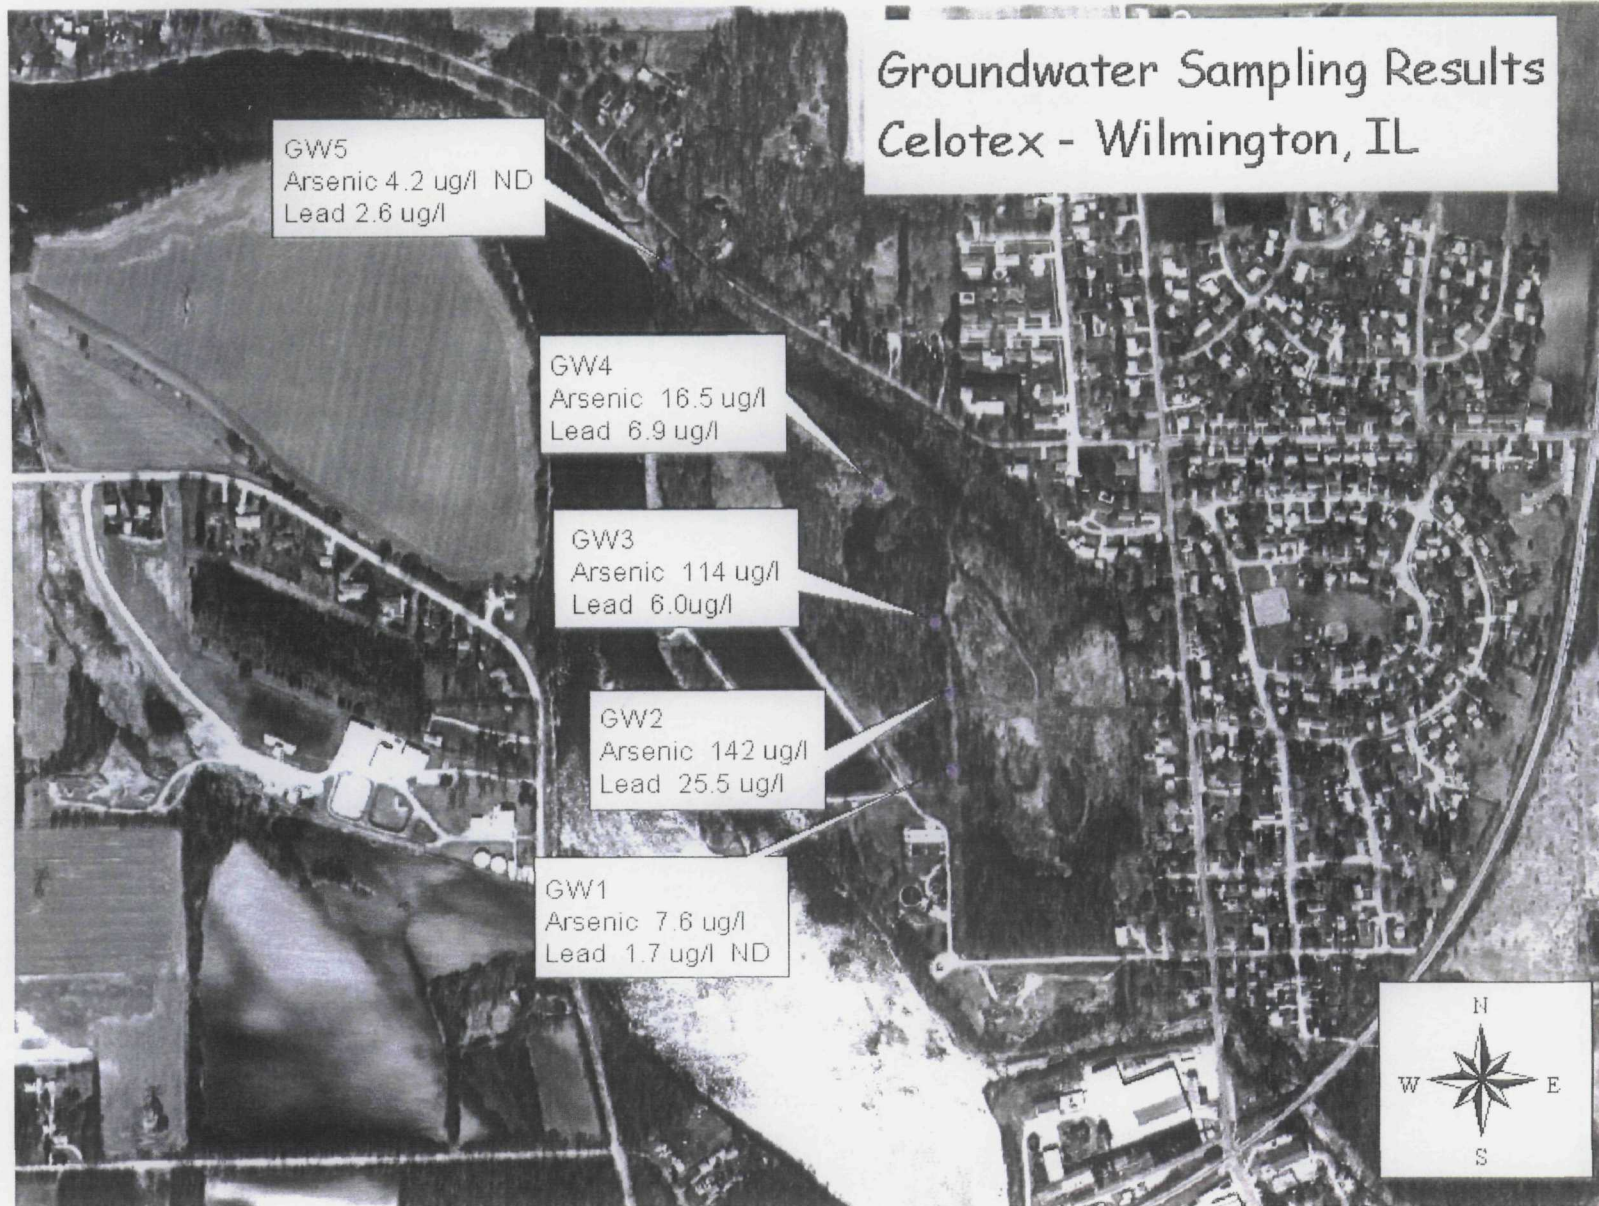 Groundwater Sampling Results
Celotex - Wilmington, IL
GW5
Arsenic 4.2 ug/l ND
Lead 2.6 ug/l
GW4
Arsenic 16.5 ug/l
Lead 6.9 ug/l
GW3
Arsenic 114 ug/l
Lead 6.0ug/l
GW2
Arsenic 142 ug/l
Lead 25.5 ug/l
GW1
Arsenic 7.6 ug/l
Lead 1.7 ug/l ND
N
W E
S